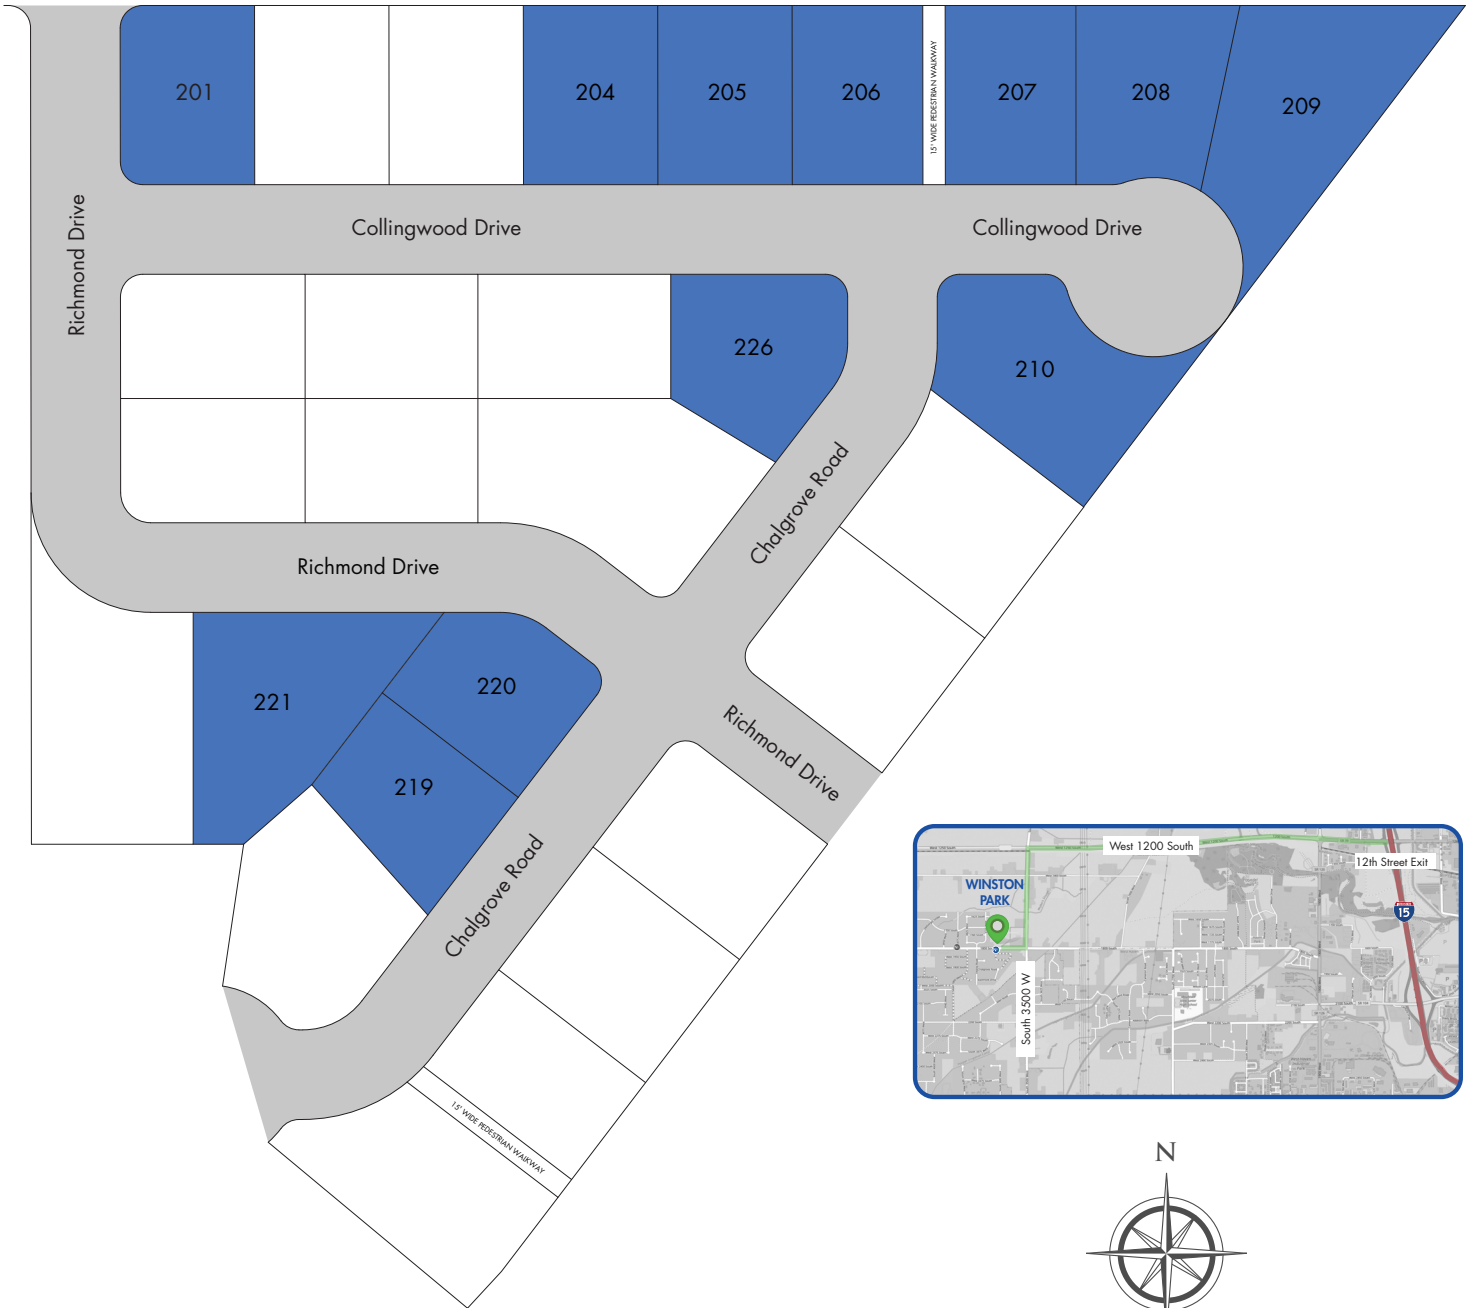 201
204
205
206
15' WIDE PEDESTRIAN WALKWAY
207
208
209
Richmond Drive
Collingwood Drive
Collingwood Drive
226
210
Chalgrove Road
Richmond Drive
221
220
219
Richmond Drive
Chalgrove Road
15' WIDE PEDESTRIAN WALKWAY
West 1200 South
12th Street Exit
WINSTON
PARK
15
South 3500 W
N